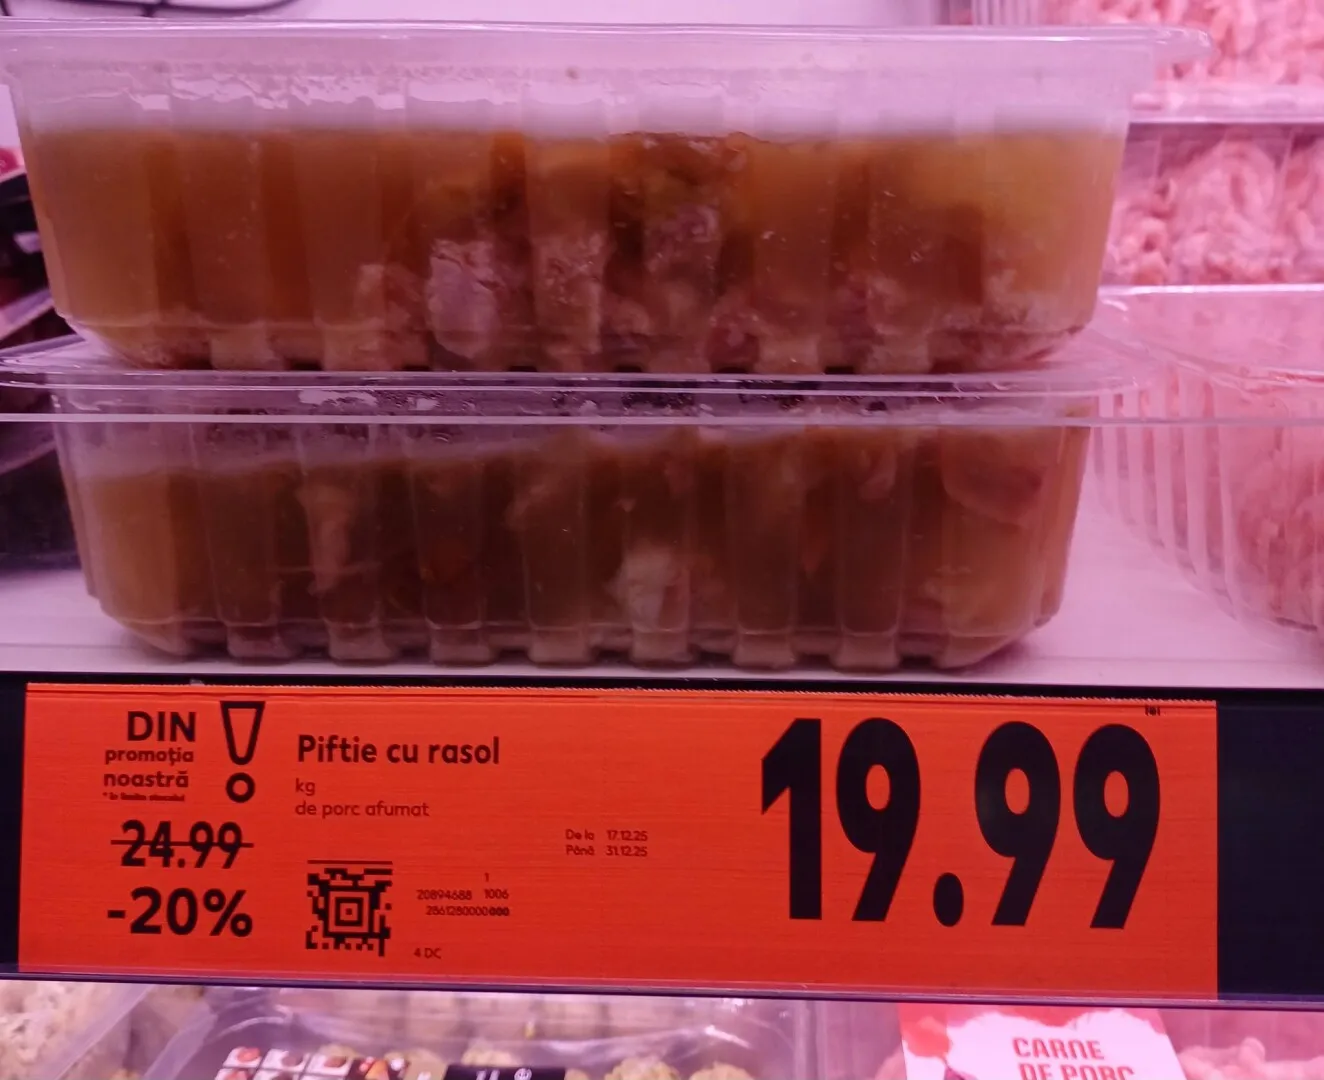 DIN
promoția
noastră
* în limita stocului
24.99
-20%
Piftie cu rasol
kg
de porc afumat
De la 17.12.25
Până 31.12.25
1
20894688 1006
2861280000000
4 DC
lei
19.99
CARNE
DE PORC